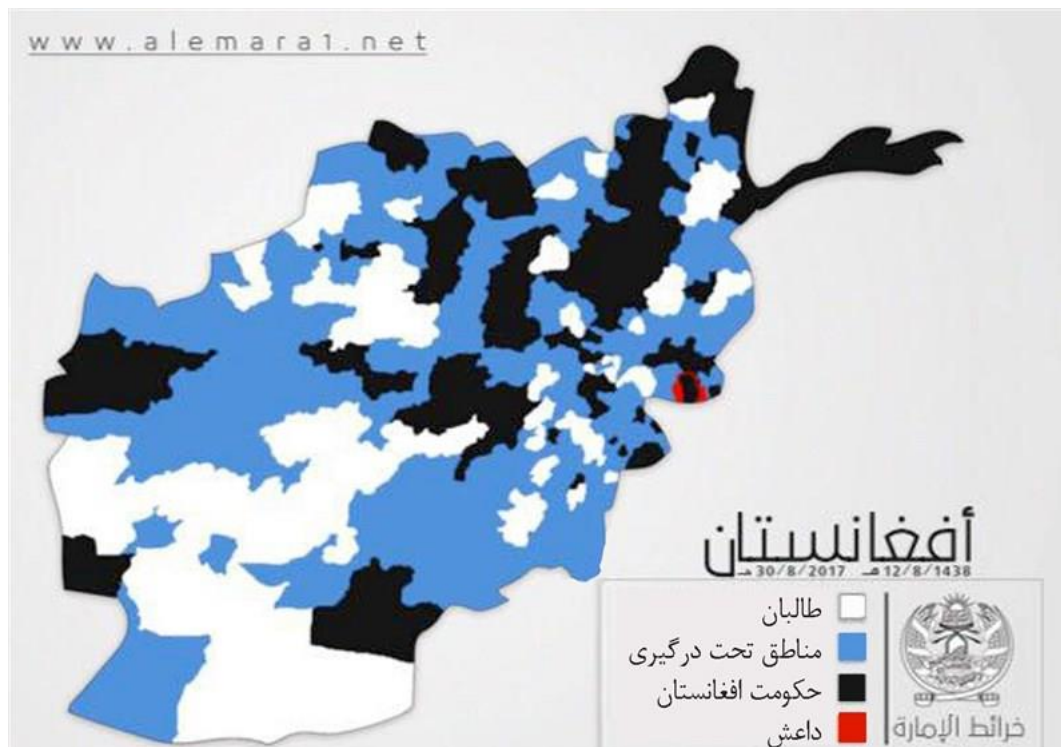 www.alemara1.net
أفغانستان
30/8/2017 هـ 12/8/1438 هـ
طالبان
مناطق تحت درگیری
حکومت افغانستان
داعش
خرائط الإمارة